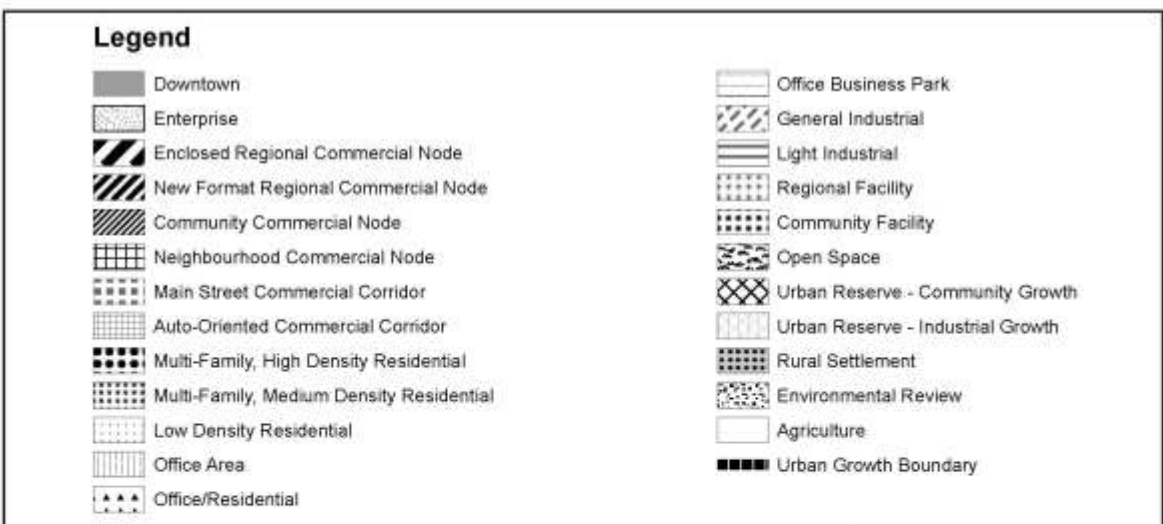 Legend
Downtown
Enterprise
Enclosed Regional Commercial Node
New Format Regional Commercial Node
Community Commercial Node
Neighbourhood Commercial Node
Main Street Commercial Corridor
Auto-Oriented Commercial Corridor
Multi-Family, High Density Residential
Multi-Family, Medium Density Residential
Low Density Residential
Office Area
Office/Residential
Office Business Park
General Industrial
Light Industrial
Regional Facility
Community Facility
Open Space
Urban Reserve - Community Growth
Urban Reserve - Industrial Growth
Rural Settlement
Environmental Review
Agriculture
Urban Growth Boundary